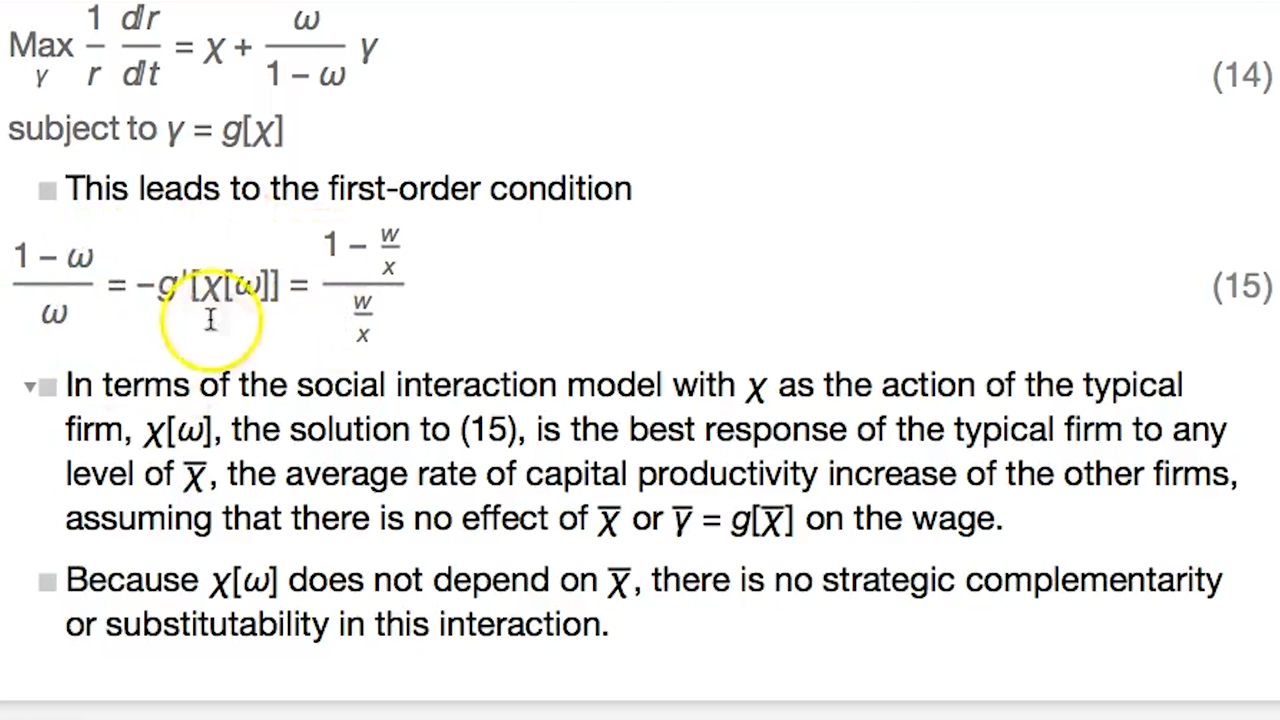 Max_γ 1/r dr/dt = χ + ω/(1 − ω) γ (14)
subject to γ = g[χ]
This leads to the first-order condition
(1 − ω)/ω = −g′[χ[ω]] = (1 − w/x)/(w/x) (15)
In terms of the social interaction model with χ as the action of the typical
firm, χ[ω], the solution to (15), is the best response of the typical firm to any
level of χ̅, the average rate of capital productivity increase of the other firms,
assuming that there is no effect of χ̅ or γ̅ = g[χ̅] on the wage.
Because χ[ω] does not depend on χ̅, there is no strategic complementarity
or substitutability in this interaction.